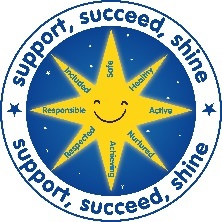 support, succeed, shine
Safe
Healthy
Active
Nurtured
Achieving
Respected
Responsible
Included
support, succeed, shine